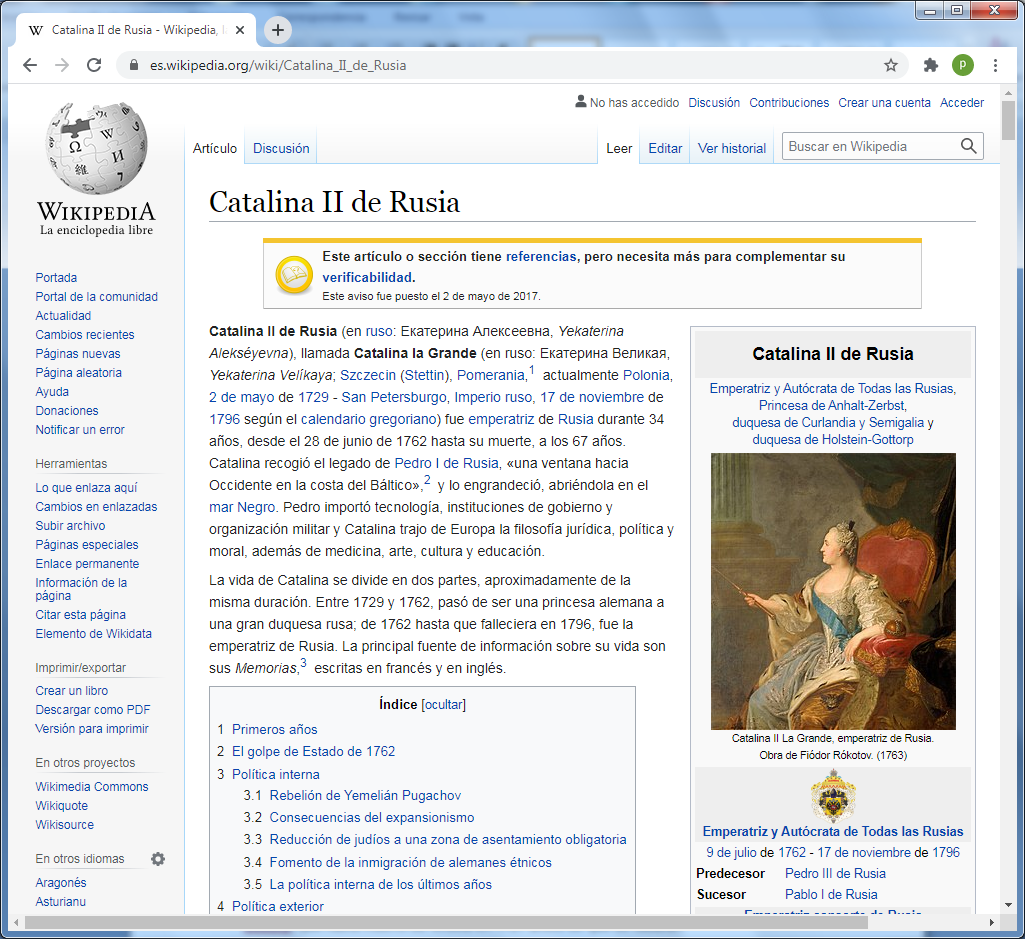 Catalina II de Rusia - Wikipedia, l
es.wikipedia.org/wiki/Catalina_II_de_Rusia
P
No has accedido Discusión Contribuciones Crear una cuenta Acceder
Artículo Discusión Leer Editar Ver historial Buscar en Wikipedia
WIKIPEDIA
La enciclopedia libre
Portada
Portal de la comunidad
Actualidad
Cambios recientes
Páginas nuevas
Página aleatoria
Ayuda
Donaciones
Notificar un error
Herramientas
Lo que enlaza aquí
Cambios en enlazadas
Subir archivo
Páginas especiales
Enlace permanente
Información de la
página
Citar esta página
Elemento de Wikidata
Imprimir/exportar
Crear un libro
Descargar como PDF
Versión para imprimir
En otros proyectos
Wikimedia Commons
Wikiquote
Wikisource
En otros idiomas
Aragonés
Asturianu
Catalina II de Rusia
Este artículo o sección tiene referencias, pero necesita más para complementar su
verificabilidad.
Este aviso fue puesto el 2 de mayo de 2017.
Catalina II de Rusia (en ruso: Екатерина Алексеевна, Yekaterina
Alekséyevna), llamada Catalina la Grande (en ruso: Екатерина Великая,
Yekaterina Velíkaya; Szczecin (Stettin), Pomerania,1 actualmente Polonia,
2 de mayo de 1729 - San Petersburgo, Imperio ruso, 17 de noviembre de
1796 según el calendario gregoriano) fue emperatriz de Rusia durante 34
años, desde el 28 de junio de 1762 hasta su muerte, a los 67 años.
Catalina recogió el legado de Pedro I de Rusia, «una ventana hacia
Occidente en la costa del Báltico»,2 y lo engrandeció, abriéndola en el
mar Negro. Pedro importó tecnología, instituciones de gobierno y
organización militar y Catalina trajo de Europa la filosofía jurídica, política y
moral, además de medicina, arte, cultura y educación.
La vida de Catalina se divide en dos partes, aproximadamente de la
misma duración. Entre 1729 y 1762, pasó de ser una princesa alemana a
una gran duquesa rusa; de 1762 hasta que falleciera en 1796, fue la
emperatriz de Rusia. La principal fuente de información sobre su vida son
sus Memorias,3 escritas en francés y en inglés.
Índice [ocultar]
1 Primeros años
2 El golpe de Estado de 1762
3 Política interna
3.1 Rebelión de Yemelián Pugachov
3.2 Consecuencias del expansionismo
3.3 Reducción de judíos a una zona de asentamiento obligatoria
3.4 Fomento de la inmigración de alemanes étnicos
3.5 La política interna de los últimos años
4 Política exterior
Catalina II de Rusia
Emperatriz y Autócrata de Todas las Rusias,
Princesa de Anhalt-Zerbst,
duquesa de Curlandia y Semigalia y
duquesa de Holstein-Gottorp
Catalina II La Grande, emperatriz de Rusia.
Obra de Fiódor Rókotov. (1763)
Emperatriz y Autócrata de Todas las Rusias
9 de julio de 1762 - 17 de noviembre de 1796
Predecesor Pedro III de Rusia
Sucesor Pablo I de Rusia
Emperatriz consorte de Rusia